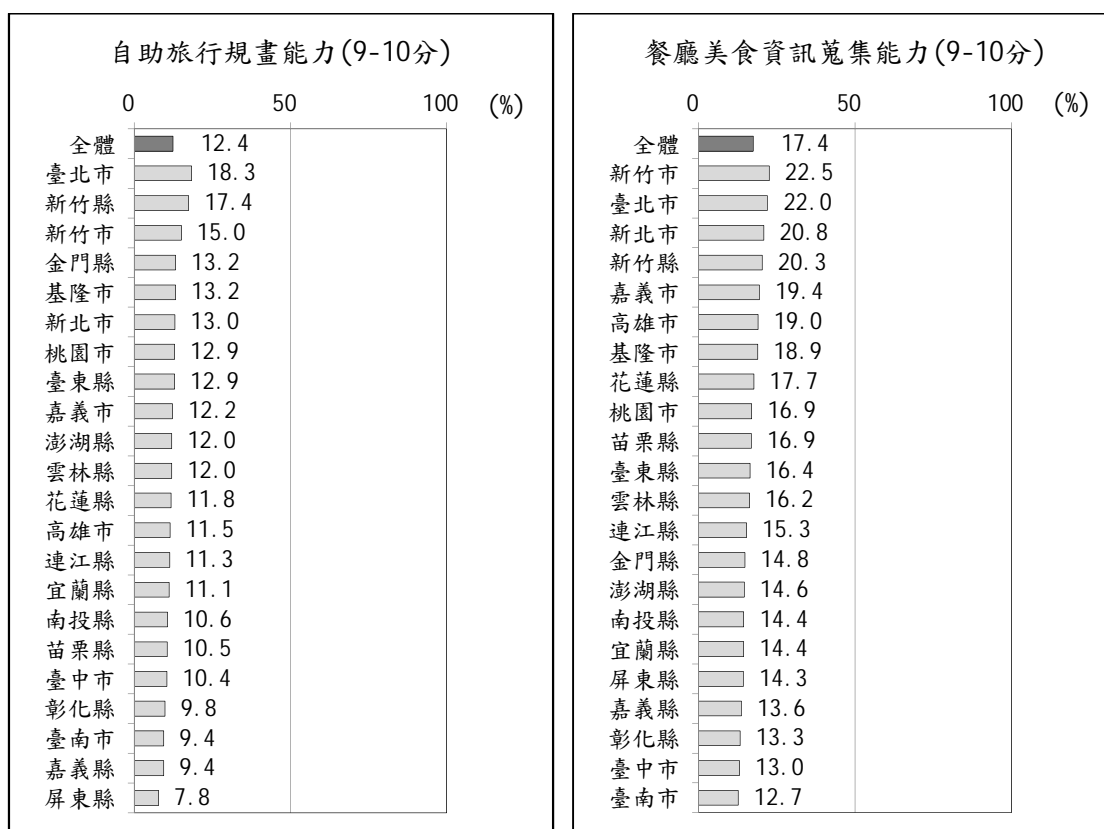 自助旅行規畫能力(9-10分)
0 50 100 (%)
全體 12.4
臺北市 18.3
新竹縣 17.4
新竹市 15.0
金門縣 13.2
基隆市 13.2
新北市 13.0
桃園市 12.9
臺東縣 12.9
嘉義市 12.2
澎湖縣 12.0
雲林縣 12.0
花蓮縣 11.8
高雄市 11.5
連江縣 11.3
宜蘭縣 11.1
南投縣 10.6
苗栗縣 10.5
臺中市 10.4
彰化縣 9.8
臺南市 9.4
嘉義縣 9.4
屏東縣 7.8
餐廳美食資訊蒐集能力(9-10分)
0 50 100 (%)
全體 17.4
新竹市 22.5
臺北市 22.0
新北市 20.8
新竹縣 20.3
嘉義市 19.4
高雄市 19.0
基隆市 18.9
花蓮縣 17.7
桃園市 16.9
苗栗縣 16.9
臺東縣 16.4
雲林縣 16.2
連江縣 15.3
金門縣 14.8
澎湖縣 14.6
南投縣 14.4
宜蘭縣 14.4
屏東縣 14.3
嘉義縣 13.6
彰化縣 13.3
臺中市 13.0
臺南市 12.7